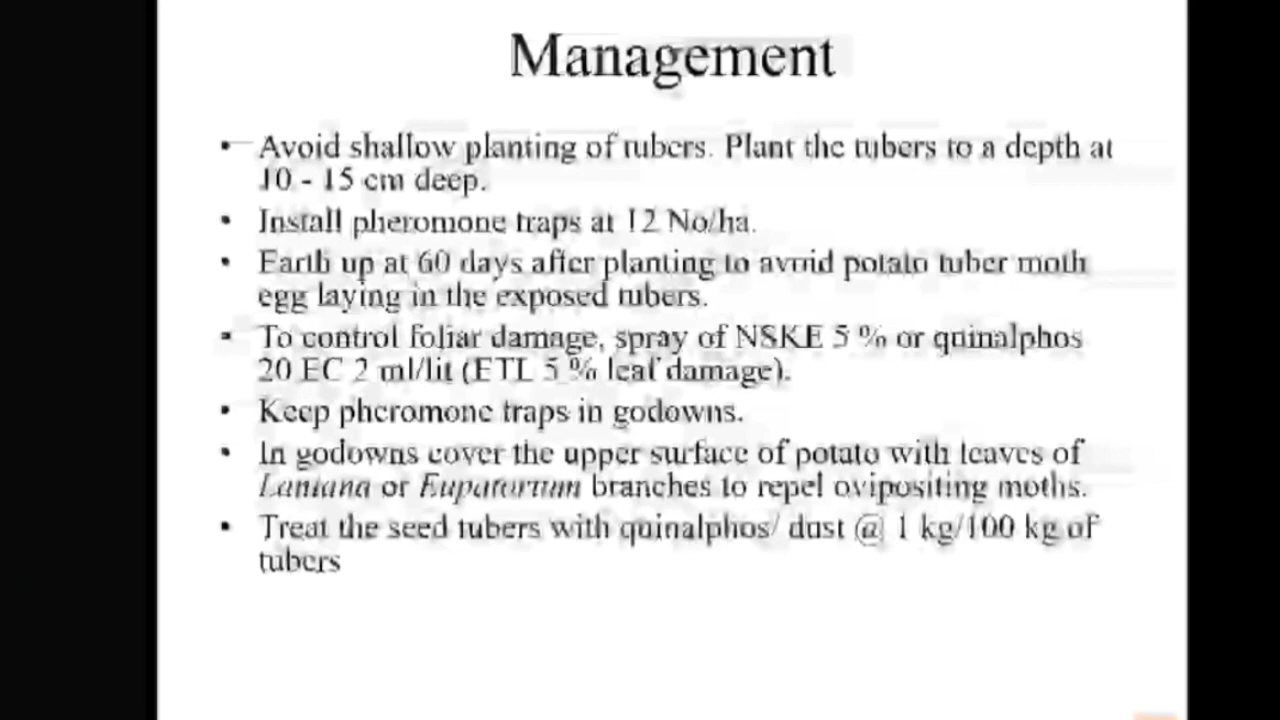 Management
• Avoid shallow planting of tubers. Plant the tubers to a depth at
10 - 15 cm deep.
• Install pheromone traps at 12 No/ha.
• Earth up at 60 days after planting to avoid potato tuber moth
egg laying in the exposed tubers.
• To control foliar damage, spray of NSKE 5 % or quinalphos
20 EC 2 ml/lit (ETL 5 % leaf damage).
• Keep pheromone traps in godowns.
• In godowns cover the upper surface of potato with leaves of
Lantana or Eupatorium branches to repel ovipositing moths.
• Treat the seed tubers with quinalphos/ dust @ 1 kg/100 kg of
tubers